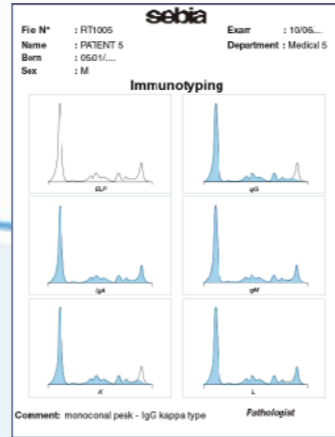 sebia
File N° : RT1005 Exam : 10/06....
Name : PATIENT 5 Department : Medical 5
Born : 05/01/....
Sex : M
Immunotyping
ELP IgG
IgA IgM
K L
Comment: monoconal peak - IgG kappa type Pathologist